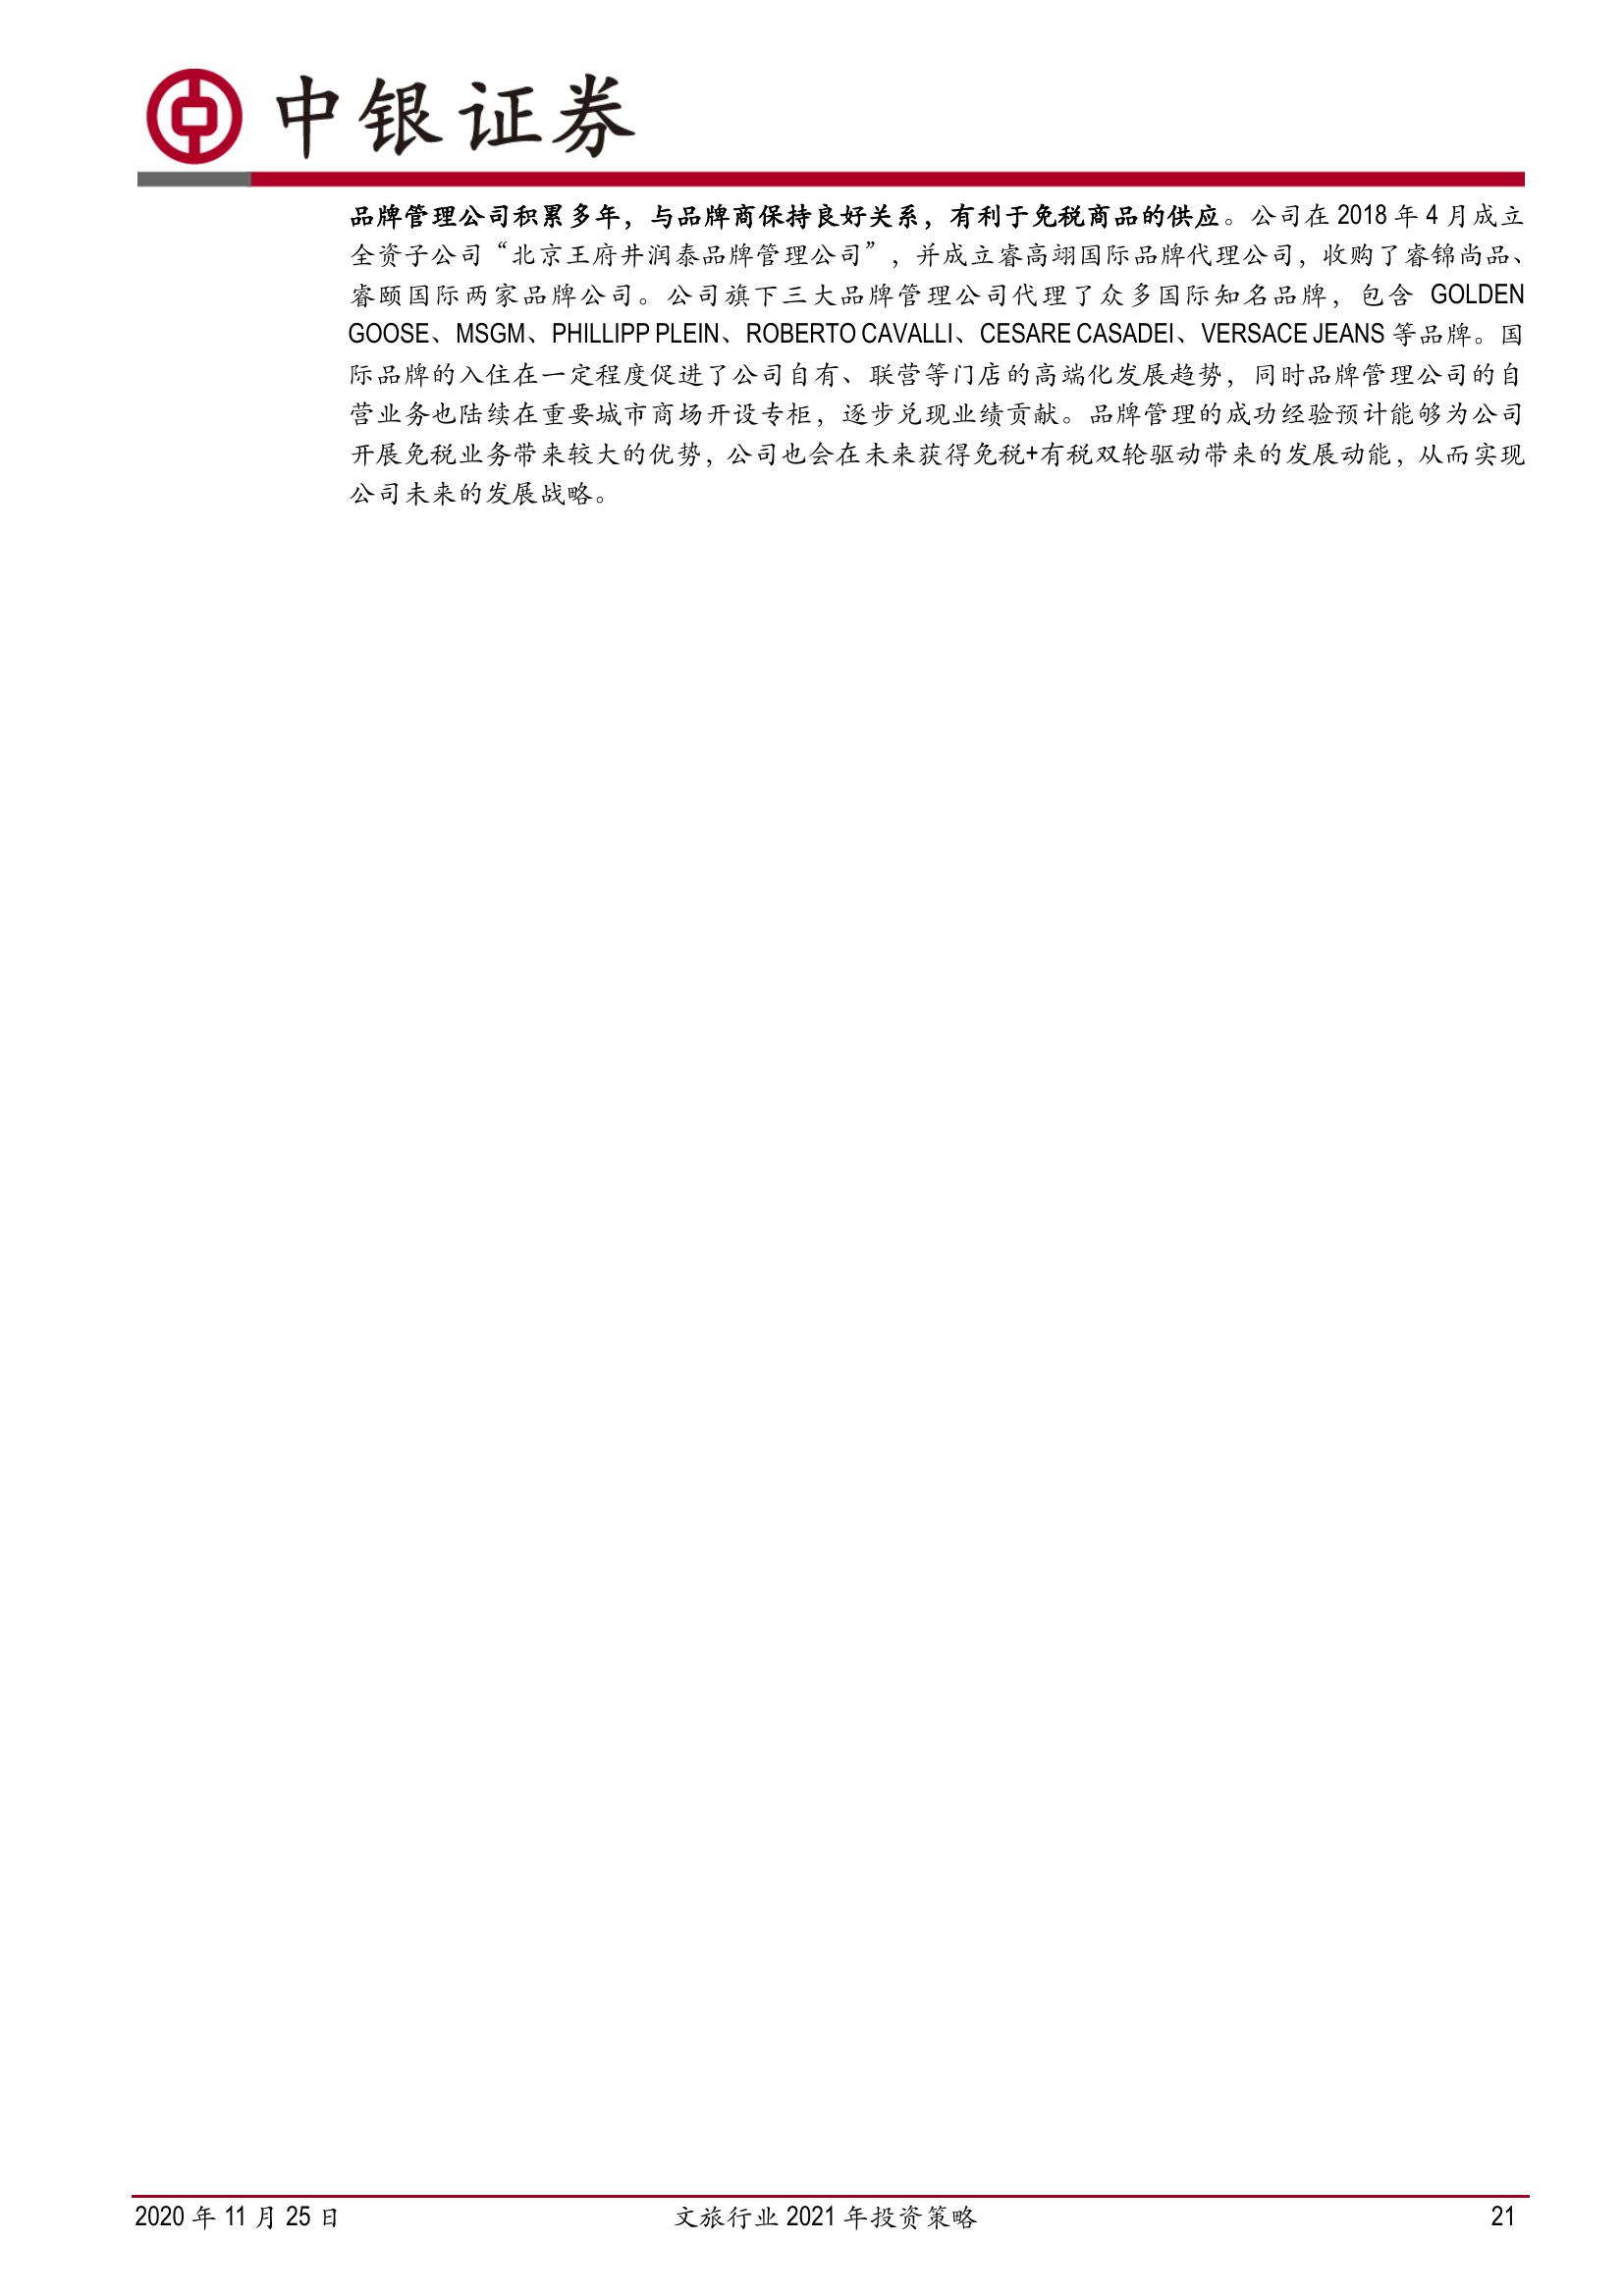 中银证券
品牌管理公司积累多年，与品牌商保持良好关系，有利于免税商品的供应。公司在 2018 年 4 月成立
全资子公司“北京王府井润泰品牌管理公司”，并成立睿高翊国际品牌代理公司，收购了睿锦尚品、
睿颐国际两家品牌公司。公司旗下三大品牌管理公司代理了众多国际知名品牌，包含 GOLDEN
GOOSE、MSGM、PHILLIPP PLEIN、ROBERTO CAVALLI、CESARE CASADEI、VERSACE JEANS 等品牌。国
际品牌的入住在一定程度促进了公司自有、联营等门店的高端化发展趋势，同时品牌管理公司的自
营业务也陆续在重要城市商场开设专柜，逐步兑现业绩贡献。品牌管理的成功经验预计能够为公司
开展免税业务带来较大的优势，公司也会在未来获得免税+有税双轮驱动带来的发展动能，从而实现
公司未来的发展战略。
2020 年 11 月 25 日 文旅行业 2021 年投资策略 21